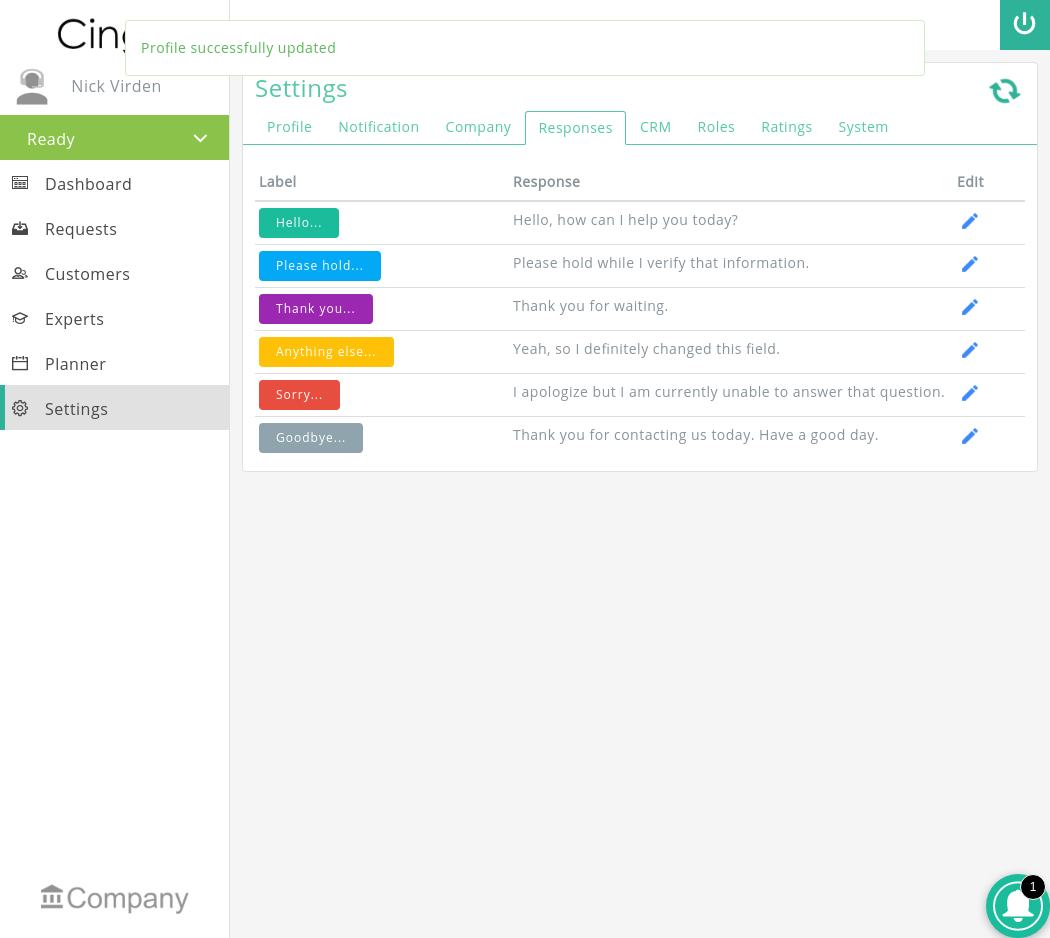 Profile successfully updated
Nick Virden
Ready
Dashboard
Requests
Customers
Experts
Planner
Settings
Company
Settings
Profile Notification Company Responses CRM Roles Ratings System
Label Response Edit
Hello... Hello, how can I help you today?
Please hold... Please hold while I verify that information.
Thank you... Thank you for waiting.
Anything else... Yeah, so I definitely changed this field.
Sorry... I apologize but I am currently unable to answer that question.
Goodbye... Thank you for contacting us today. Have a good day.
1